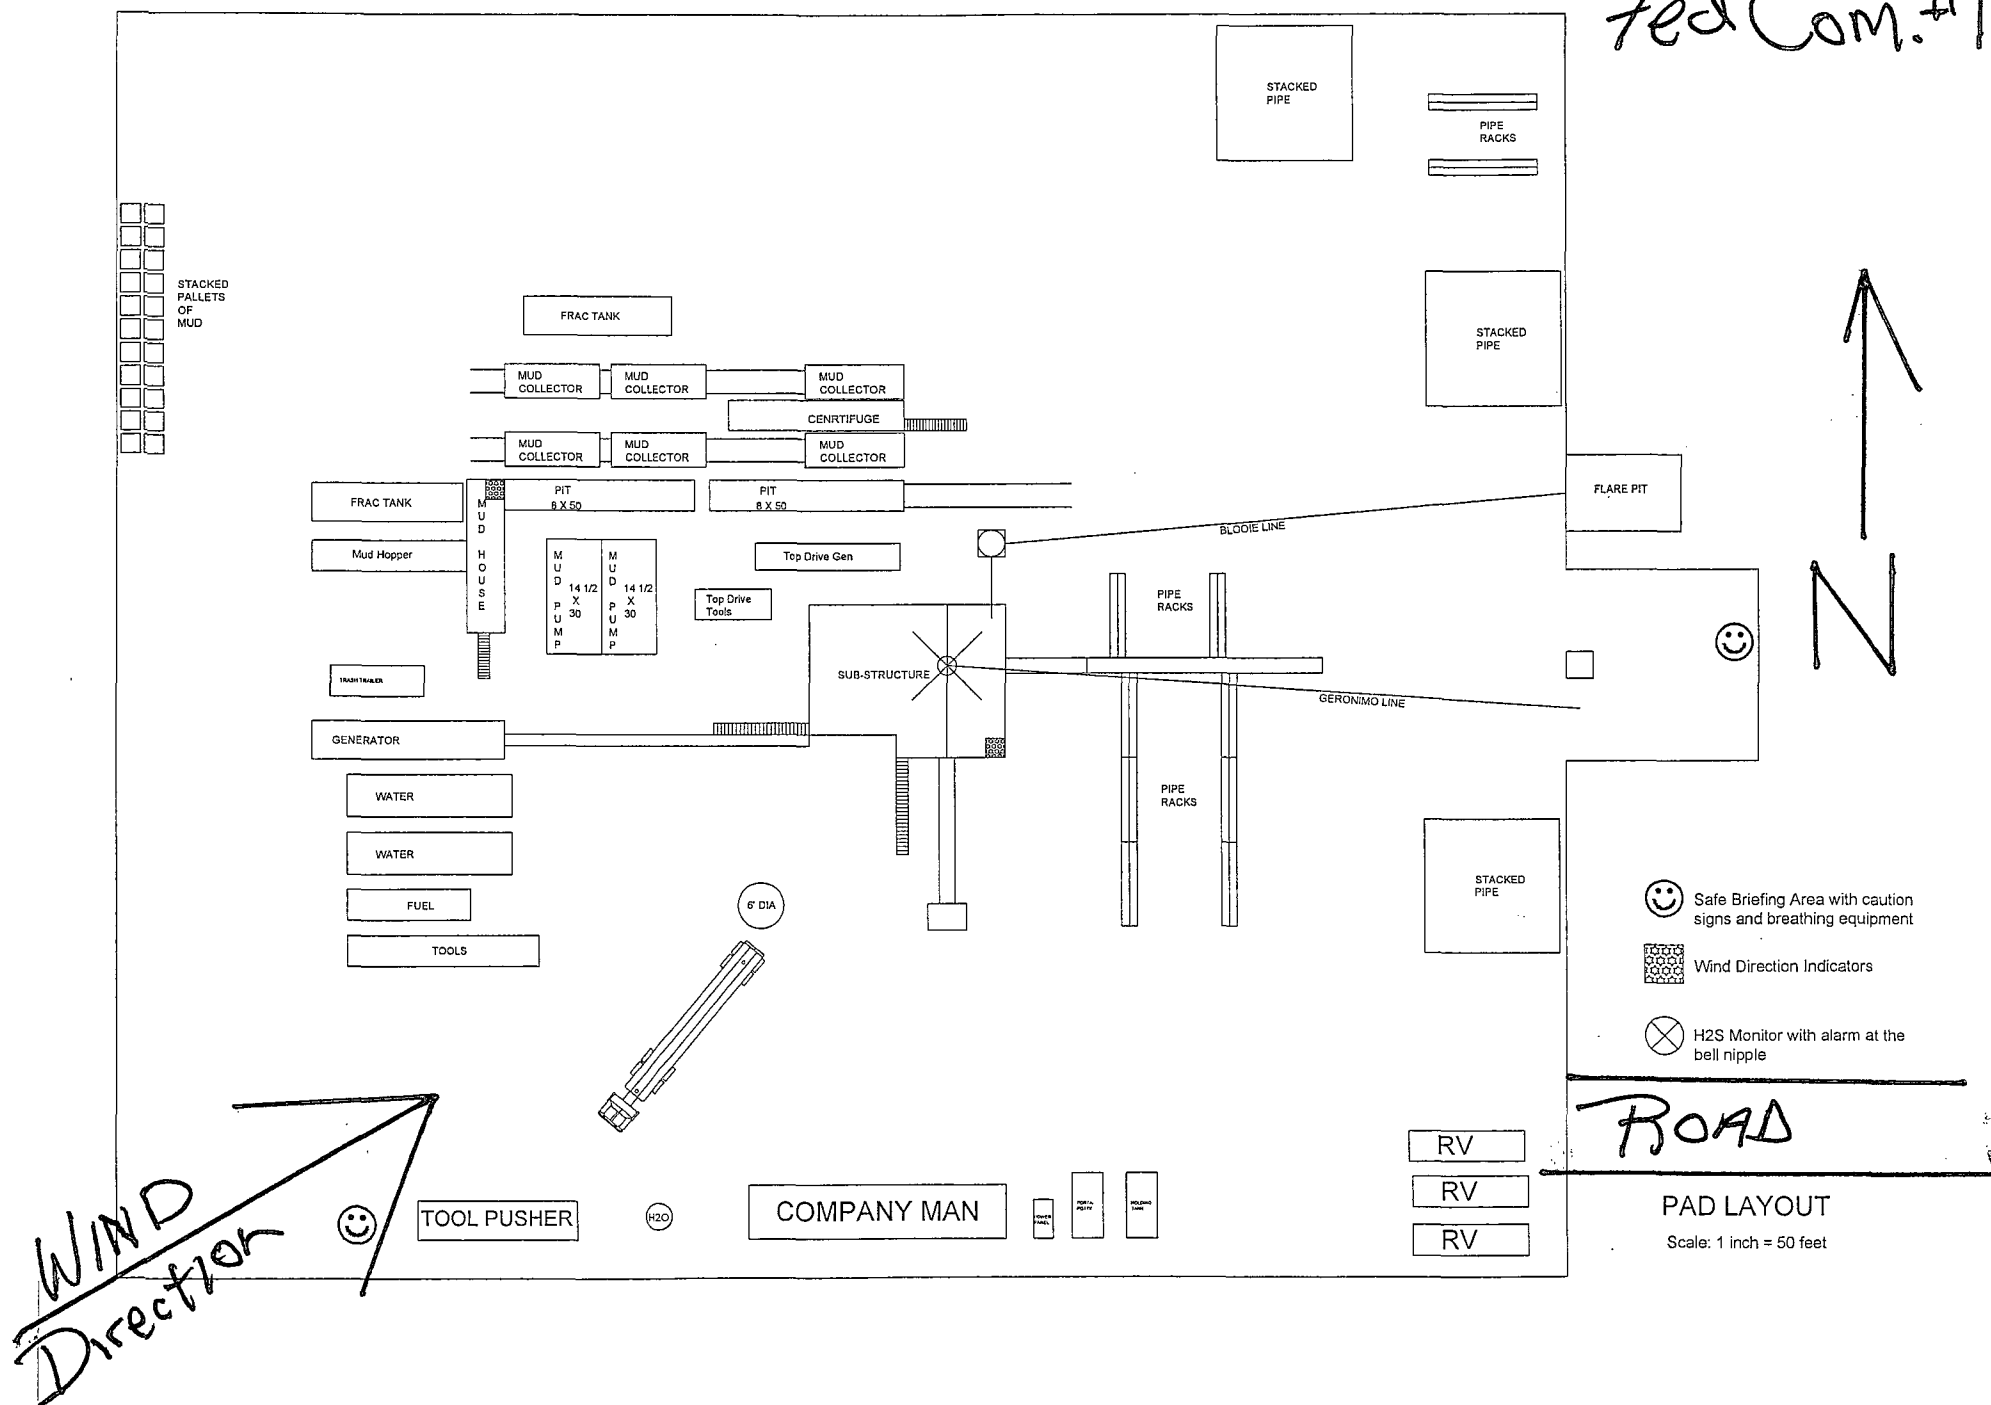 Fed Com. #1
STACKED
PIPE
PIPE
RACKS
STACKED
PALLETS
OF
MUD
FRAC TANK
STACKED
PIPE
MUD
COLLECTOR
MUD
COLLECTOR
MUD
COLLECTOR
CENRTIFUGE
MUD
COLLECTOR
MUD
COLLECTOR
MUD
COLLECTOR
FRAC TANK
MUD HOUSE
PIT
8 X 50
PIT
8 X 50
FLARE PIT
BLOOIE LINE
Mud Hopper
MUD PUMP
14 1/2
X
30
MUD PUMP
14 1/2
X
30
Top Drive Gen
Top Drive
Tools
PIPE
RACKS
N
TRASH TRAILER
SUB-STRUCTURE
GERONIMO LINE
GENERATOR
WATER
PIPE
RACKS
WATER
FUEL
6' DIA
STACKED
PIPE
TOOLS
Safe Briefing Area with caution
signs and breathing equipment
Wind Direction Indicators
H2S Monitor with alarm at the
bell nipple
ROAD
RV
RV
RV
WIND
Direction
TOOL PUSHER
H2O
COMPANY MAN
POWER
PANEL
HOLDING
TANK
PAD LAYOUT
Scale: 1 inch = 50 feet